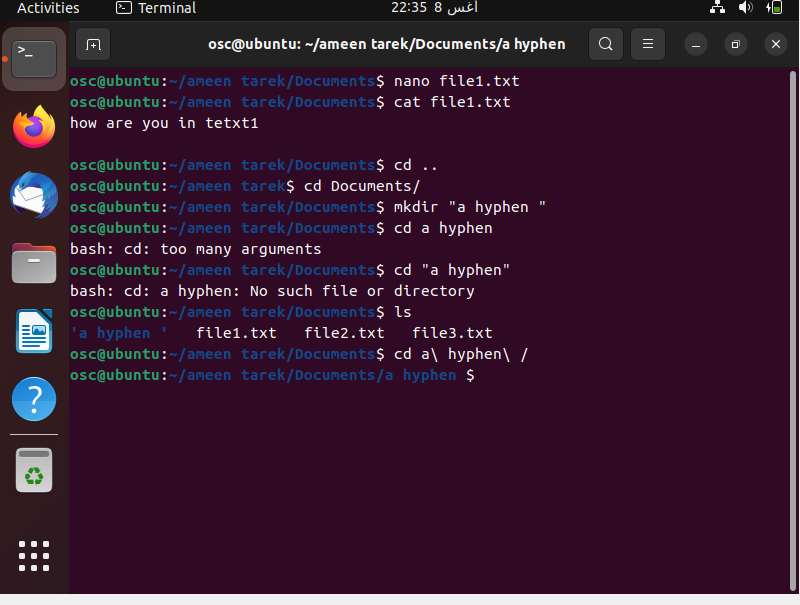 Activities
Terminal
22:35 8 أغس
osc@ubuntu: ~/ameen tarek/Documents/a hyphen
osc@ubuntu:~/ameen tarek/Documents$ nano file1.txt
osc@ubuntu:~/ameen tarek/Documents$ cat file1.txt
how are you in tetxt1
osc@ubuntu:~/ameen tarek/Documents$ cd ..
osc@ubuntu:~/ameen tarek$ cd Documents/
osc@ubuntu:~/ameen tarek/Documents$ mkdir "a hyphen "
osc@ubuntu:~/ameen tarek/Documents$ cd a hyphen
bash: cd: too many arguments
osc@ubuntu:~/ameen tarek/Documents$ cd "a hyphen"
bash: cd: a hyphen: No such file or directory
osc@ubuntu:~/ameen tarek/Documents$ ls
'a hyphen '   file1.txt   file2.txt   file3.txt
osc@ubuntu:~/ameen tarek/Documents$ cd a\ hyphen\ /
osc@ubuntu:~/ameen tarek/Documents/a hyphen $